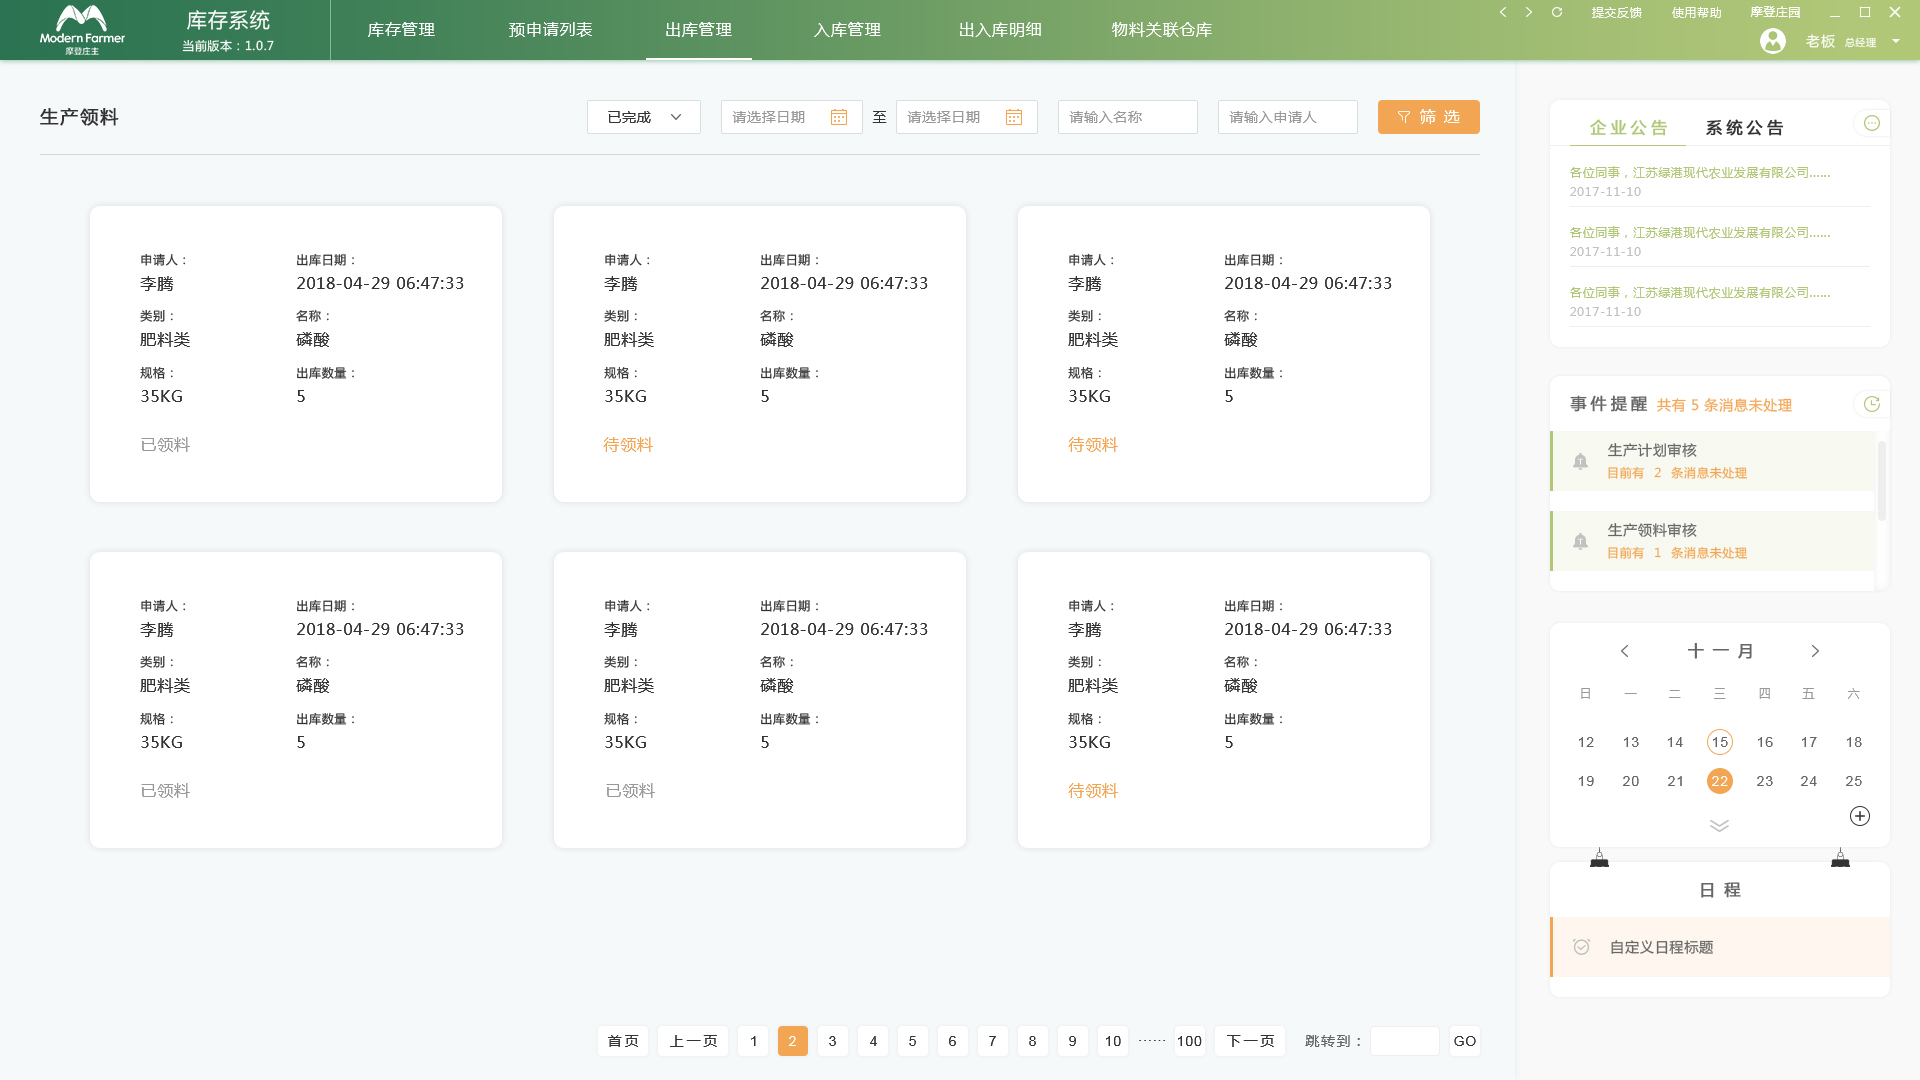 Modern Farmer
摩登庄主
库存系统
当前版本：1.0.7
库存管理 预申请列表 出库管理 入库管理 出入库明细 物料关联仓库
提交反馈 使用帮助 摩登庄园
老板 总经理
生产领料
已完成 请选择日期 至 请选择日期 请输入名称 请输入申请人 筛 选
申请人： 出库日期：
李腾 2018-04-29 06:47:33
类别： 名称：
肥料类 磷酸
规格： 出库数量：
35KG 5
已领料
申请人： 出库日期：
李腾 2018-04-29 06:47:33
类别： 名称：
肥料类 磷酸
规格： 出库数量：
35KG 5
待领料
申请人： 出库日期：
李腾 2018-04-29 06:47:33
类别： 名称：
肥料类 磷酸
规格： 出库数量：
35KG 5
待领料
申请人： 出库日期：
李腾 2018-04-29 06:47:33
类别： 名称：
肥料类 磷酸
规格： 出库数量：
35KG 5
已领料
申请人： 出库日期：
李腾 2018-04-29 06:47:33
类别： 名称：
肥料类 磷酸
规格： 出库数量：
35KG 5
已领料
申请人： 出库日期：
李腾 2018-04-29 06:47:33
类别： 名称：
肥料类 磷酸
规格： 出库数量：
35KG 5
待领料
首页 上一页 1 2 3 4 5 6 7 8 9 10 ······ 100 下一页 跳转到： GO
企业公告 系统公告
各位同事，江苏绿港现代农业发展有限公司......
2017-11-10
各位同事，江苏绿港现代农业发展有限公司......
2017-11-10
各位同事，江苏绿港现代农业发展有限公司......
2017-11-10
事件提醒 共有 5 条消息未处理
生产计划审核
目前有 2 条消息未处理
生产领料审核
目前有 1 条消息未处理
十一月
日 一 二 三 四 五 六
12 13 14 15 16 17 18
19 20 21 22 23 24 25
日 程
自定义日程标题